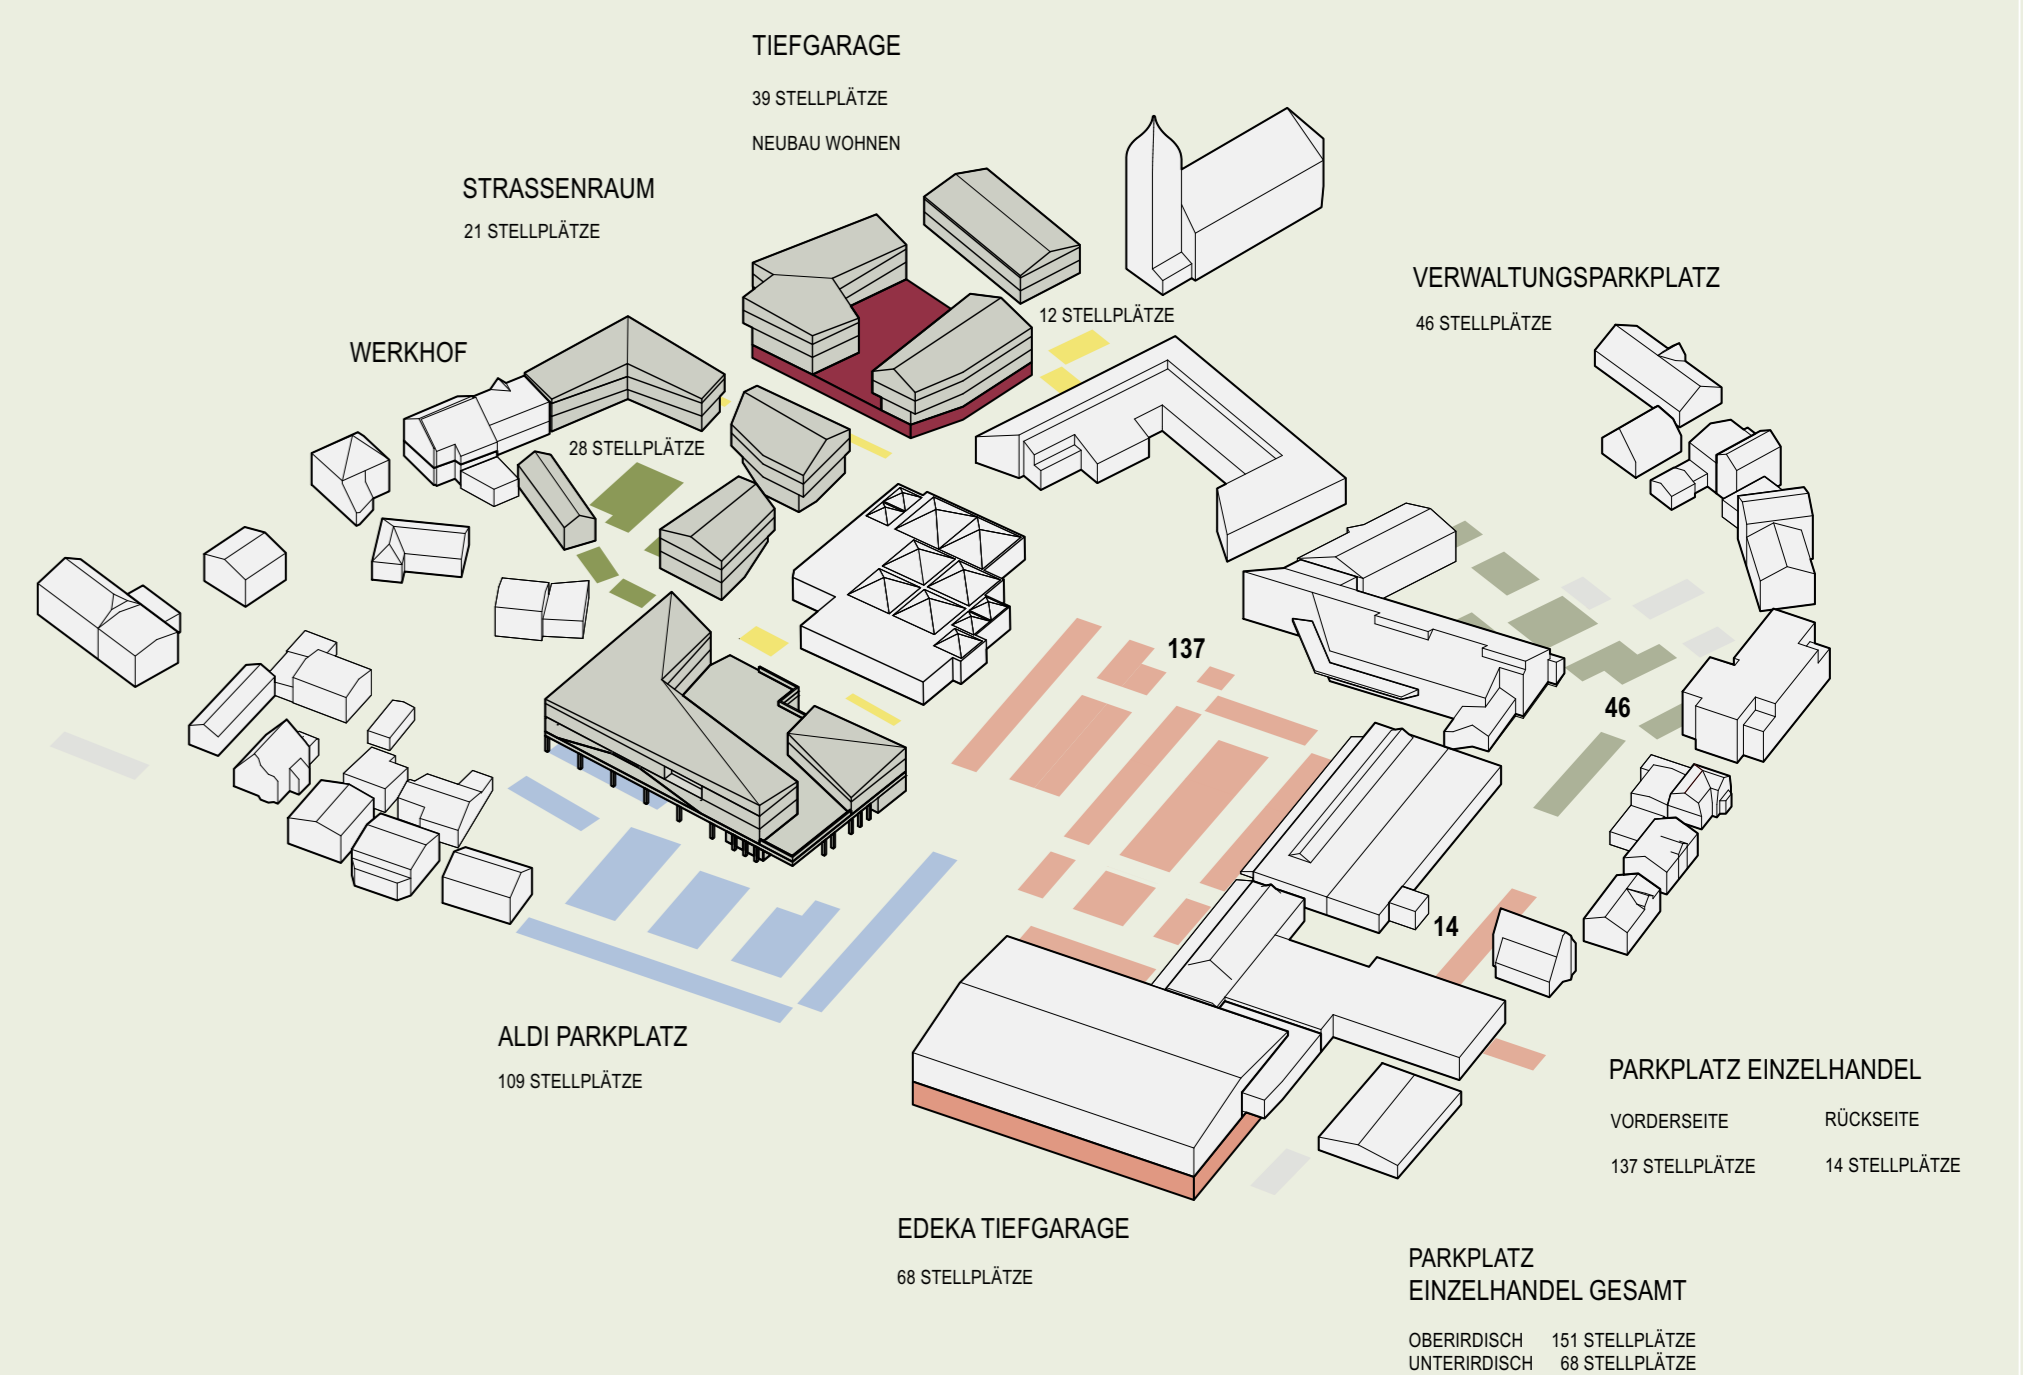 TIEFGARAGE
39 STELLPLÄTZE
NEUBAU WOHNEN
STRASSENRAUM
21 STELLPLÄTZE
12 STELLPLÄTZE
VERWALTUNGSPARKPLATZ
46 STELLPLÄTZE
WERKHOF
28 STELLPLÄTZE
137
46
14
ALDI PARKPLATZ
109 STELLPLÄTZE
PARKPLATZ EINZELHANDEL
VORDERSEITE RÜCKSEITE
137 STELLPLÄTZE 14 STELLPLÄTZE
EDEKA TIEFGARAGE
68 STELLPLÄTZE
PARKPLATZ
EINZELHANDEL GESAMT
OBERIRDISCH 151 STELLPLÄTZE
UNTERIRDISCH 68 STELLPLÄTZE